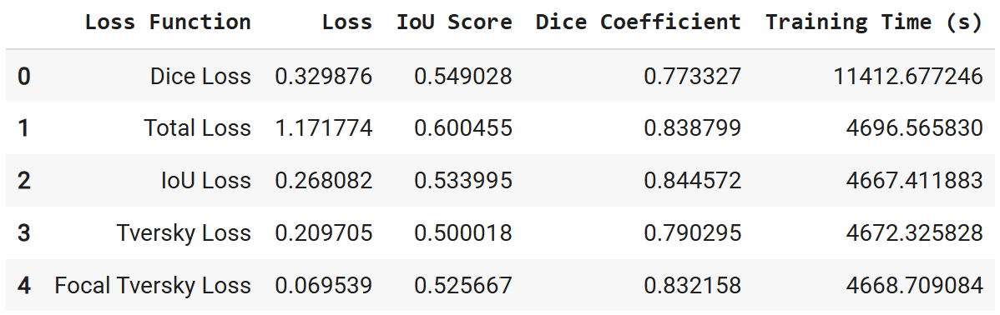 Loss Function Loss IoU Score Dice Coefficient Training Time (s)
0 Dice Loss 0.329876 0.549028 0.773327 11412.677246
1 Total Loss 1.171774 0.600455 0.838799 4696.565830
2 IoU Loss 0.268082 0.533995 0.844572 4667.411883
3 Tversky Loss 0.209705 0.500018 0.790295 4672.325828
4 Focal Tversky Loss 0.069539 0.525667 0.832158 4668.709084